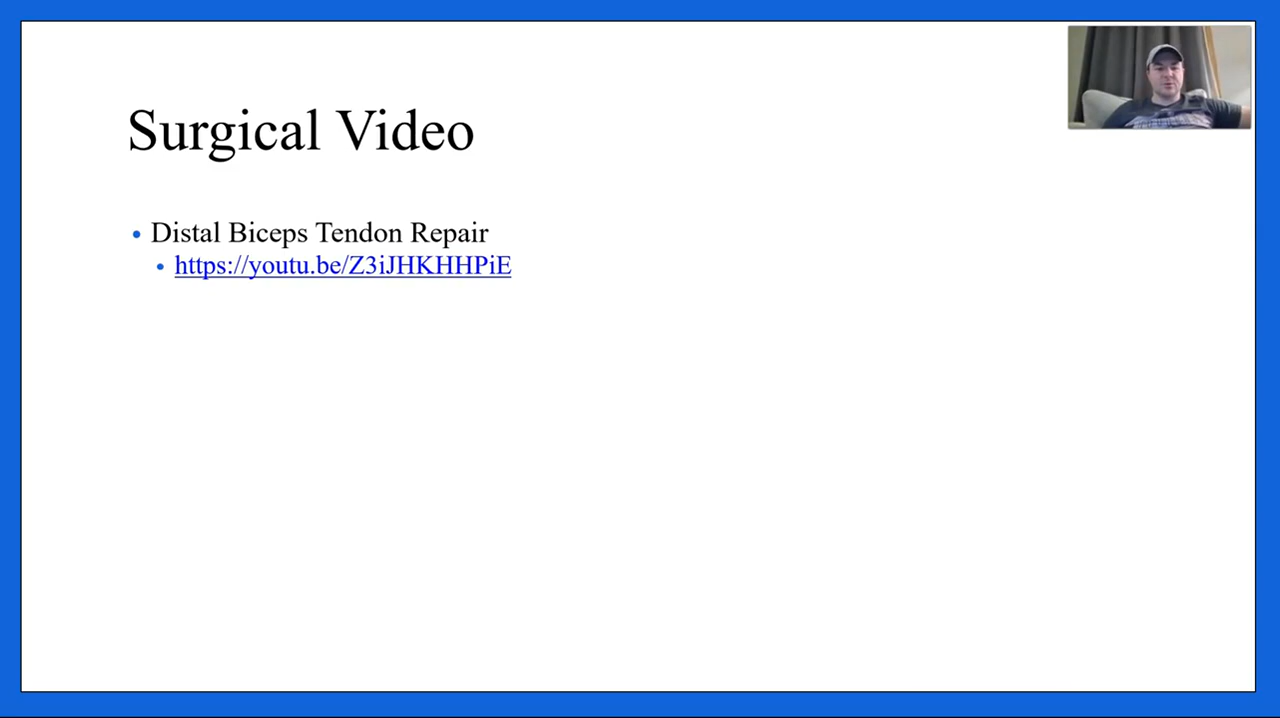 Surgical Video
• Distal Biceps Tendon Repair
• https://youtu.be/Z3iJHKHHPiE